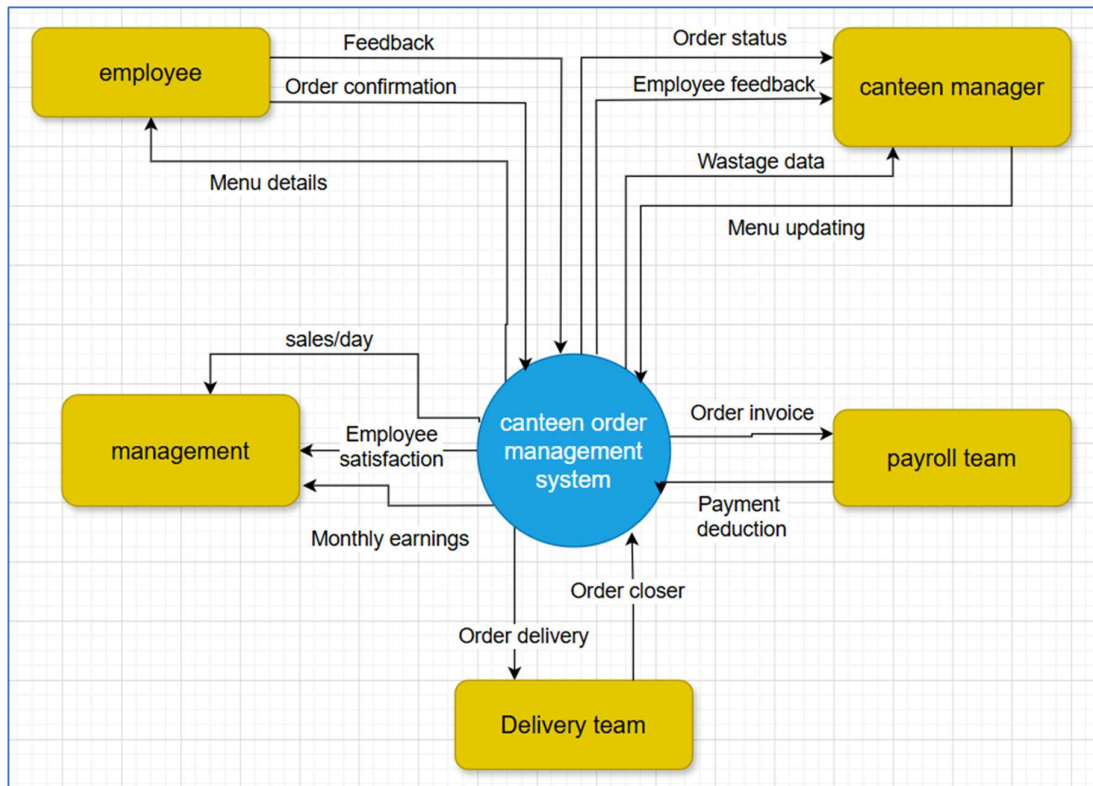 employee
Feedback
Order confirmation
Menu details
Order status
Employee feedback
canteen manager
Wastage data
Menu updating
sales/day
management
Employee
satisfaction
Monthly earnings
canteen order
management
system
Order invoice
payroll team
Payment
deduction
Order closer
Order delivery
Delivery team